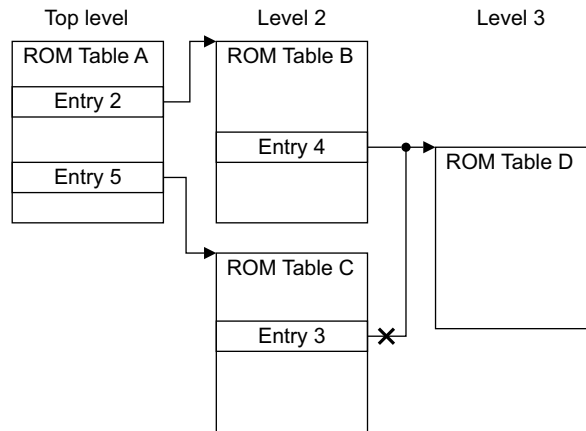 Top level
Level 2
Level 3
ROM Table A
ROM Table B
Entry 2
Entry 4
ROM Table D
Entry 5
ROM Table C
Entry 3